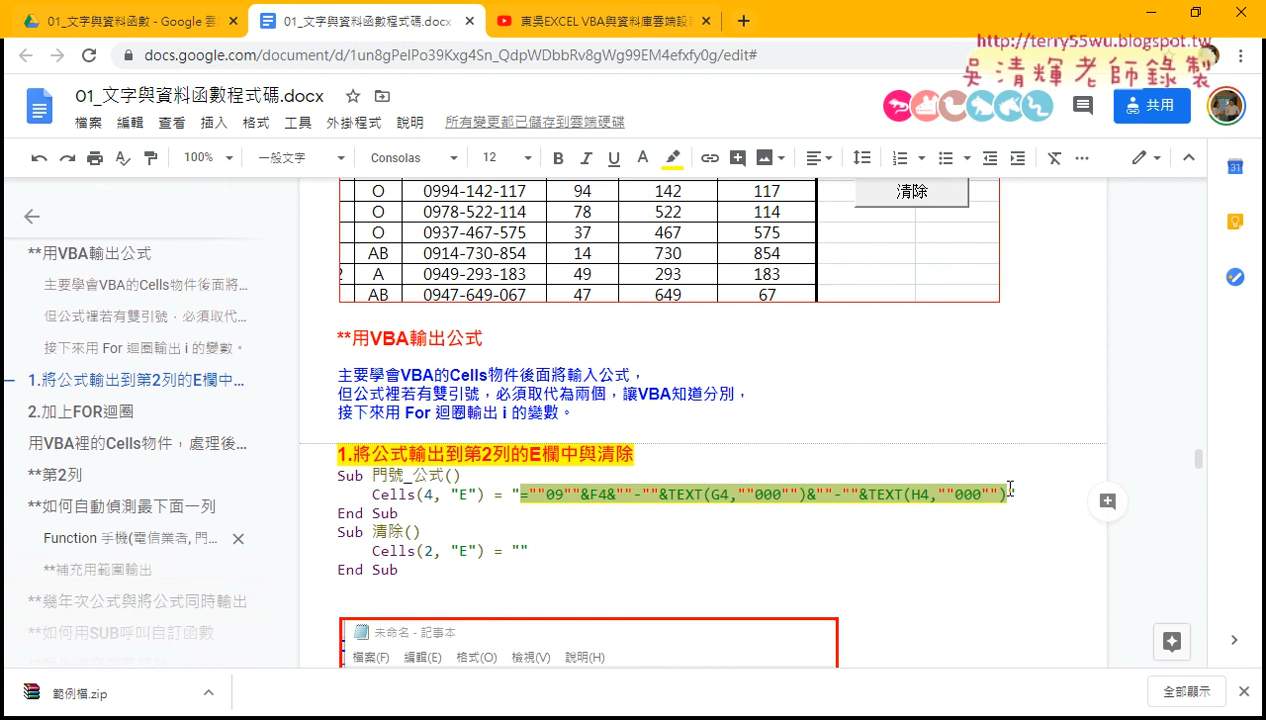 01_文字與資料函數 - Google 雲
01_文字與資料函數程式碼.docx
東吳EXCEL VBA與資料庫雲端設
docs.google.com/document/d/1un8gPelPo39Kxg4Sn_QdpWDbbRv8gWg99EM4efxfy0g/edit#
http://terry55wu.blogspot.tw
吳清輝老師錄製
01_文字與資料函數程式碼.docx
檔案 編輯 查看 插入 格式 工具 外掛程式 說明 所有變更都已儲存到雲端硬碟
共用
100% 一般文字 Consolas 12 B I U A
**用VBA輸出公式
主要學會VBA的Cells物件後面將...
但公式裡若有雙引號，必須取代...
接下來用 For 迴圈輸出 i 的變數。
1.將公式輸出到第2列的E欄中...
2.加上FOR迴圈
用VBA裡的Cells物件，處理後...
**第2列
**如何自動偵測最下面一列
Function 手機(電信業者, 門...
**補充用範圍輸出
**幾年次公式與將公式同時輸出
**如何用SUB呼叫自訂函數
O 0994-142-117 94 142 117
清除
O 0978-522-114 78 522 114
O 0937-467-575 37 467 575
AB 0914-730-854 14 730 854
2 A 0949-293-183 49 293 183
AB 0947-649-067 47 649 67
**用VBA輸出公式
主要學會VBA的Cells物件後面將輸入公式，
但公式裡若有雙引號，必須取代為兩個，讓VBA知道分別，
接下來用 For 迴圈輸出 i 的變數。
1.將公式輸出到第2列的E欄中與清除
Sub 門號_公式()
Cells(4, "E") = "=""09""&F4&""-""&TEXT(G4,""000"")&""-""&TEXT(H4,""000"")"
End Sub
Sub 清除()
Cells(2, "E") = ""
End Sub
未命名 - 記事本
檔案(F) 編輯(E) 格式(O) 檢視(V) 說明(H)
範例檔.zip
全部顯示